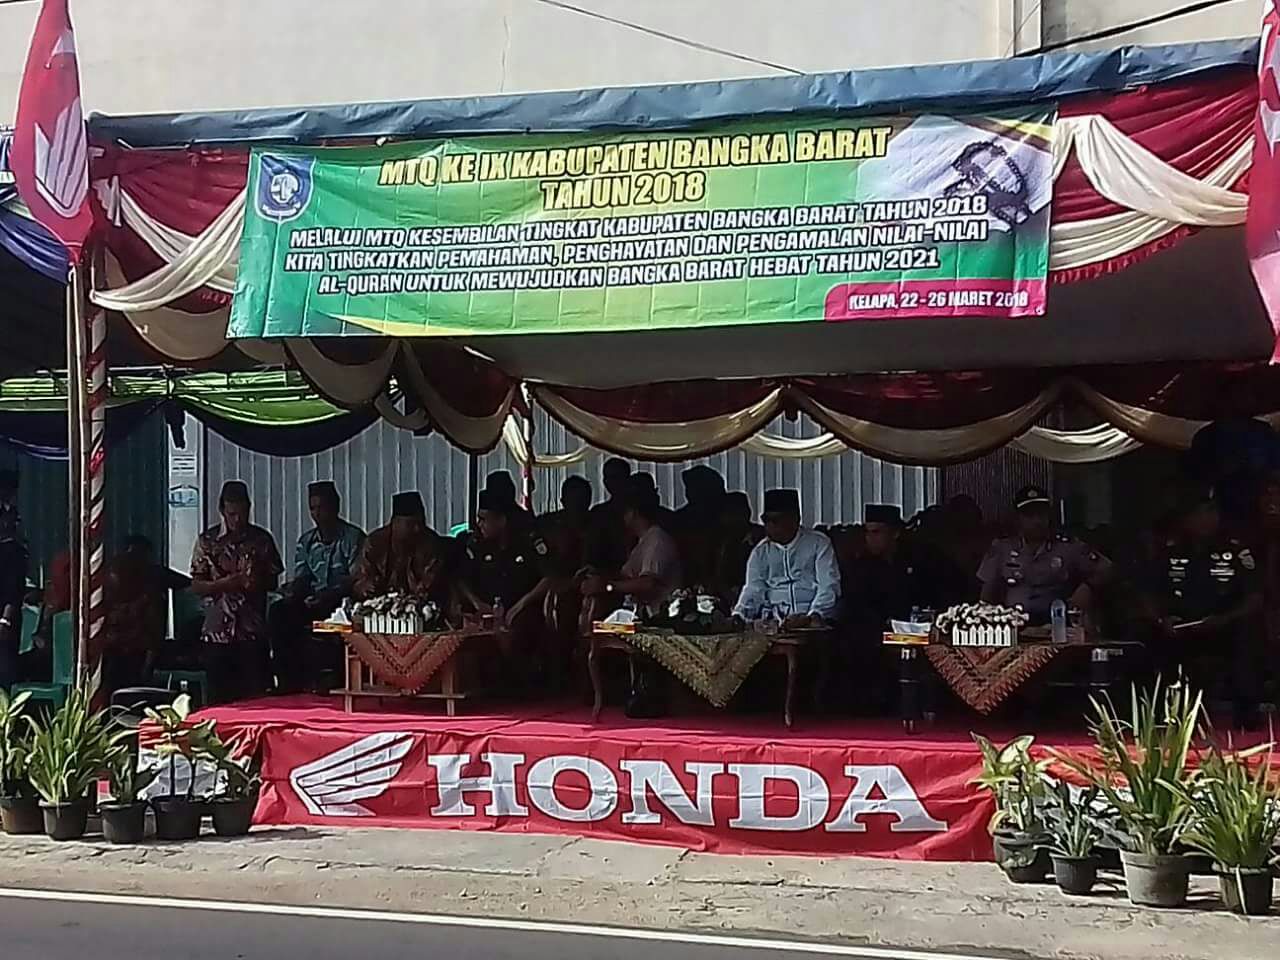 MTQ KE IX KABUPATEN BANGKA BARAT
TAHUN 2018
MELALUI MTQ KESEMBILAN TINGKAT KABUPATEN BANGKA BARAT TAHUN 2018
KITA TINGKATKAN PEMAHAMAN, PENGHAYATAN DAN PENGAMALAN NILAI-NILAI
AL-QURAN UNTUK MEWUJUDKAN BANGKA BARAT HEBAT TAHUN 2021
KELAPA, 22 - 26 MARET 2018
HONDA